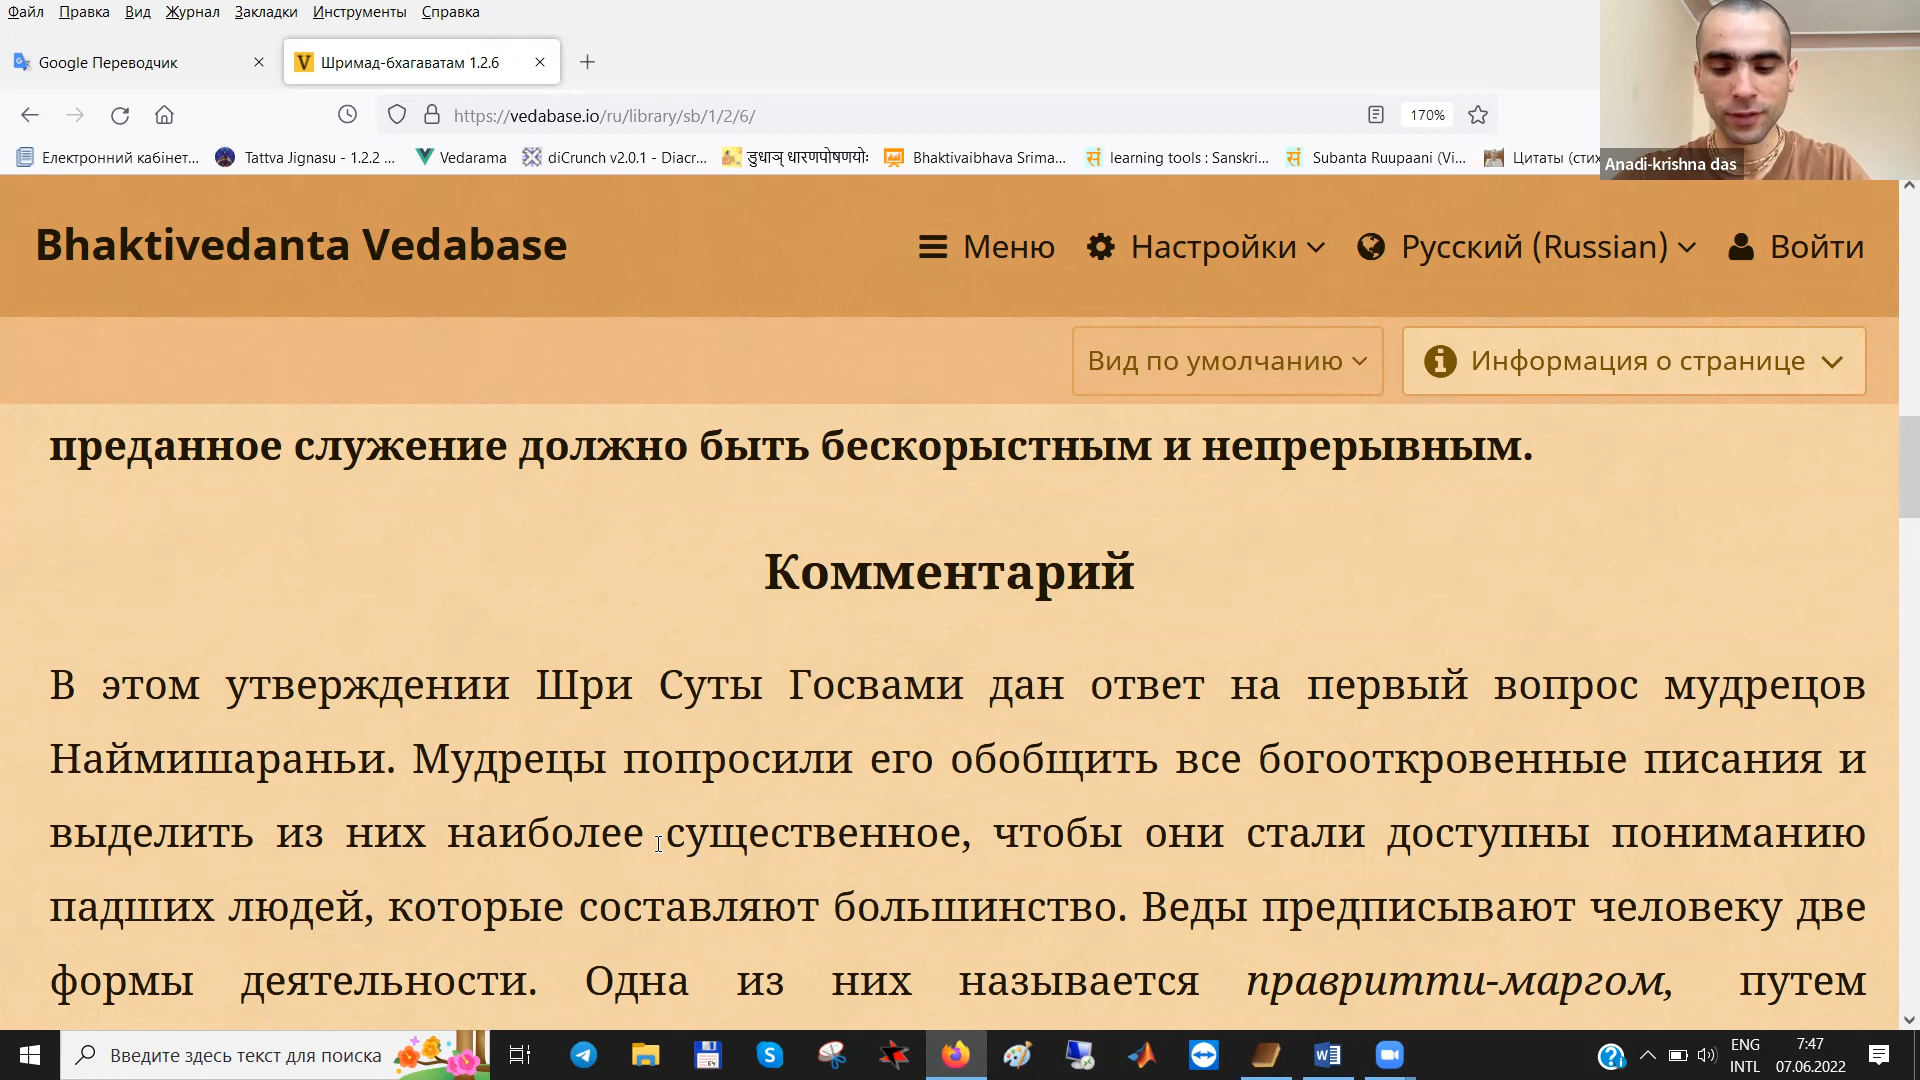 Файл Правка Вид Журнал Закладки Инструменты Справка
Google Переводчик
V Шримад-бхагаватам 1.2.6
https://vedabase.io/ru/library/sb/1/2/6/
170%
Електронний кабінет... Tattva Jignasu - 1.2.2 ... Vedarama diCrunch v2.0.1 - Diacr... डुधाञ् धारणपोषणयोः Bhaktivaibhava Srima... सं learning tools : Sanskri... सं Subanta Ruupaani (Vi... Цитаты (стих
Anadi-krishna das
Bhaktivedanta Vedabase
Меню Настройки Русский (Russian) Войти
Вид по умолчанию Информация о странице
преданное служение должно быть бескорыстным и непрерывным.
Комментарий
В этом утверждении Шри Суты Госвами дан ответ на первый вопрос мудрецов
Наймишараньи. Мудрецы попросили его обобщить все богооткровенные писания и
выделить из них наиболее существенное, чтобы они стали доступны пониманию
падших людей, которые составляют большинство. Веды предписывают человеку две
формы деятельности. Одна из них называется правритти-маргом, путем
Введите здесь текст для поиска
ENG
INTL
7:47
07.06.2022